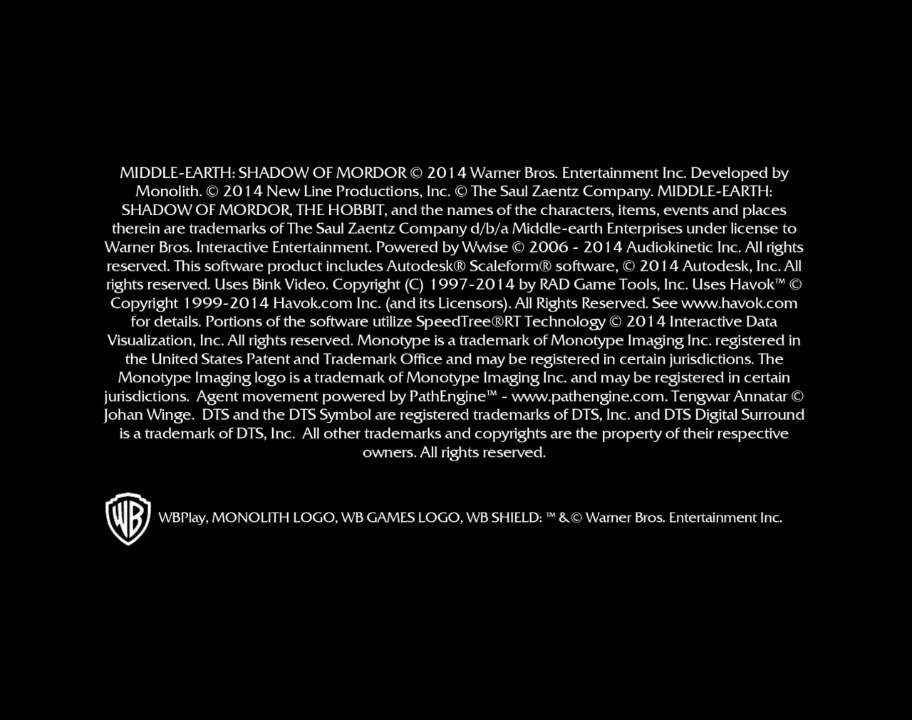 MIDDLE-EARTH: SHADOW OF MORDOR © 2014 Warner Bros. Entertainment Inc. Developed by
Monolith. © 2014 New Line Productions, Inc. © The Saul Zaentz Company. MIDDLE-EARTH:
SHADOW OF MORDOR, THE HOBBIT, and the names of the characters, items, events and places
therein are trademarks of The Saul Zaentz Company d/b/a Middle-earth Enterprises under license to
Warner Bros. Interactive Entertainment. Powered by Wwise © 2006 - 2014 Audiokinetic Inc. All rights
reserved. This software product includes Autodesk® Scaleform® software, © 2014 Autodesk, Inc. All
rights reserved. Uses Bink Video. Copyright (C) 1997-2014 by RAD Game Tools, Inc. Uses Havok™ ©
Copyright 1999-2014 Havok.com Inc. (and its Licensors). All Rights Reserved. See www.havok.com
for details. Portions of the software utilize SpeedTree®RT Technology © 2014 Interactive Data
Visualization, Inc. All rights reserved. Monotype is a trademark of Monotype Imaging Inc. registered in
the United States Patent and Trademark Office and may be registered in certain jurisdictions. The
Monotype Imaging logo is a trademark of Monotype Imaging Inc. and may be registered in certain
jurisdictions. Agent movement powered by PathEngine™ - www.pathengine.com. Tengwar Annatar ©
Johan Winge. DTS and the DTS Symbol are registered trademarks of DTS, Inc. and DTS Digital Surround
is a trademark of DTS, Inc. All other trademarks and copyrights are the property of their respective
owners. All rights reserved.
WB WBPlay, MONOLITH LOGO, WB GAMES LOGO, WB SHIELD: ™ & © Warner Bros. Entertainment Inc.